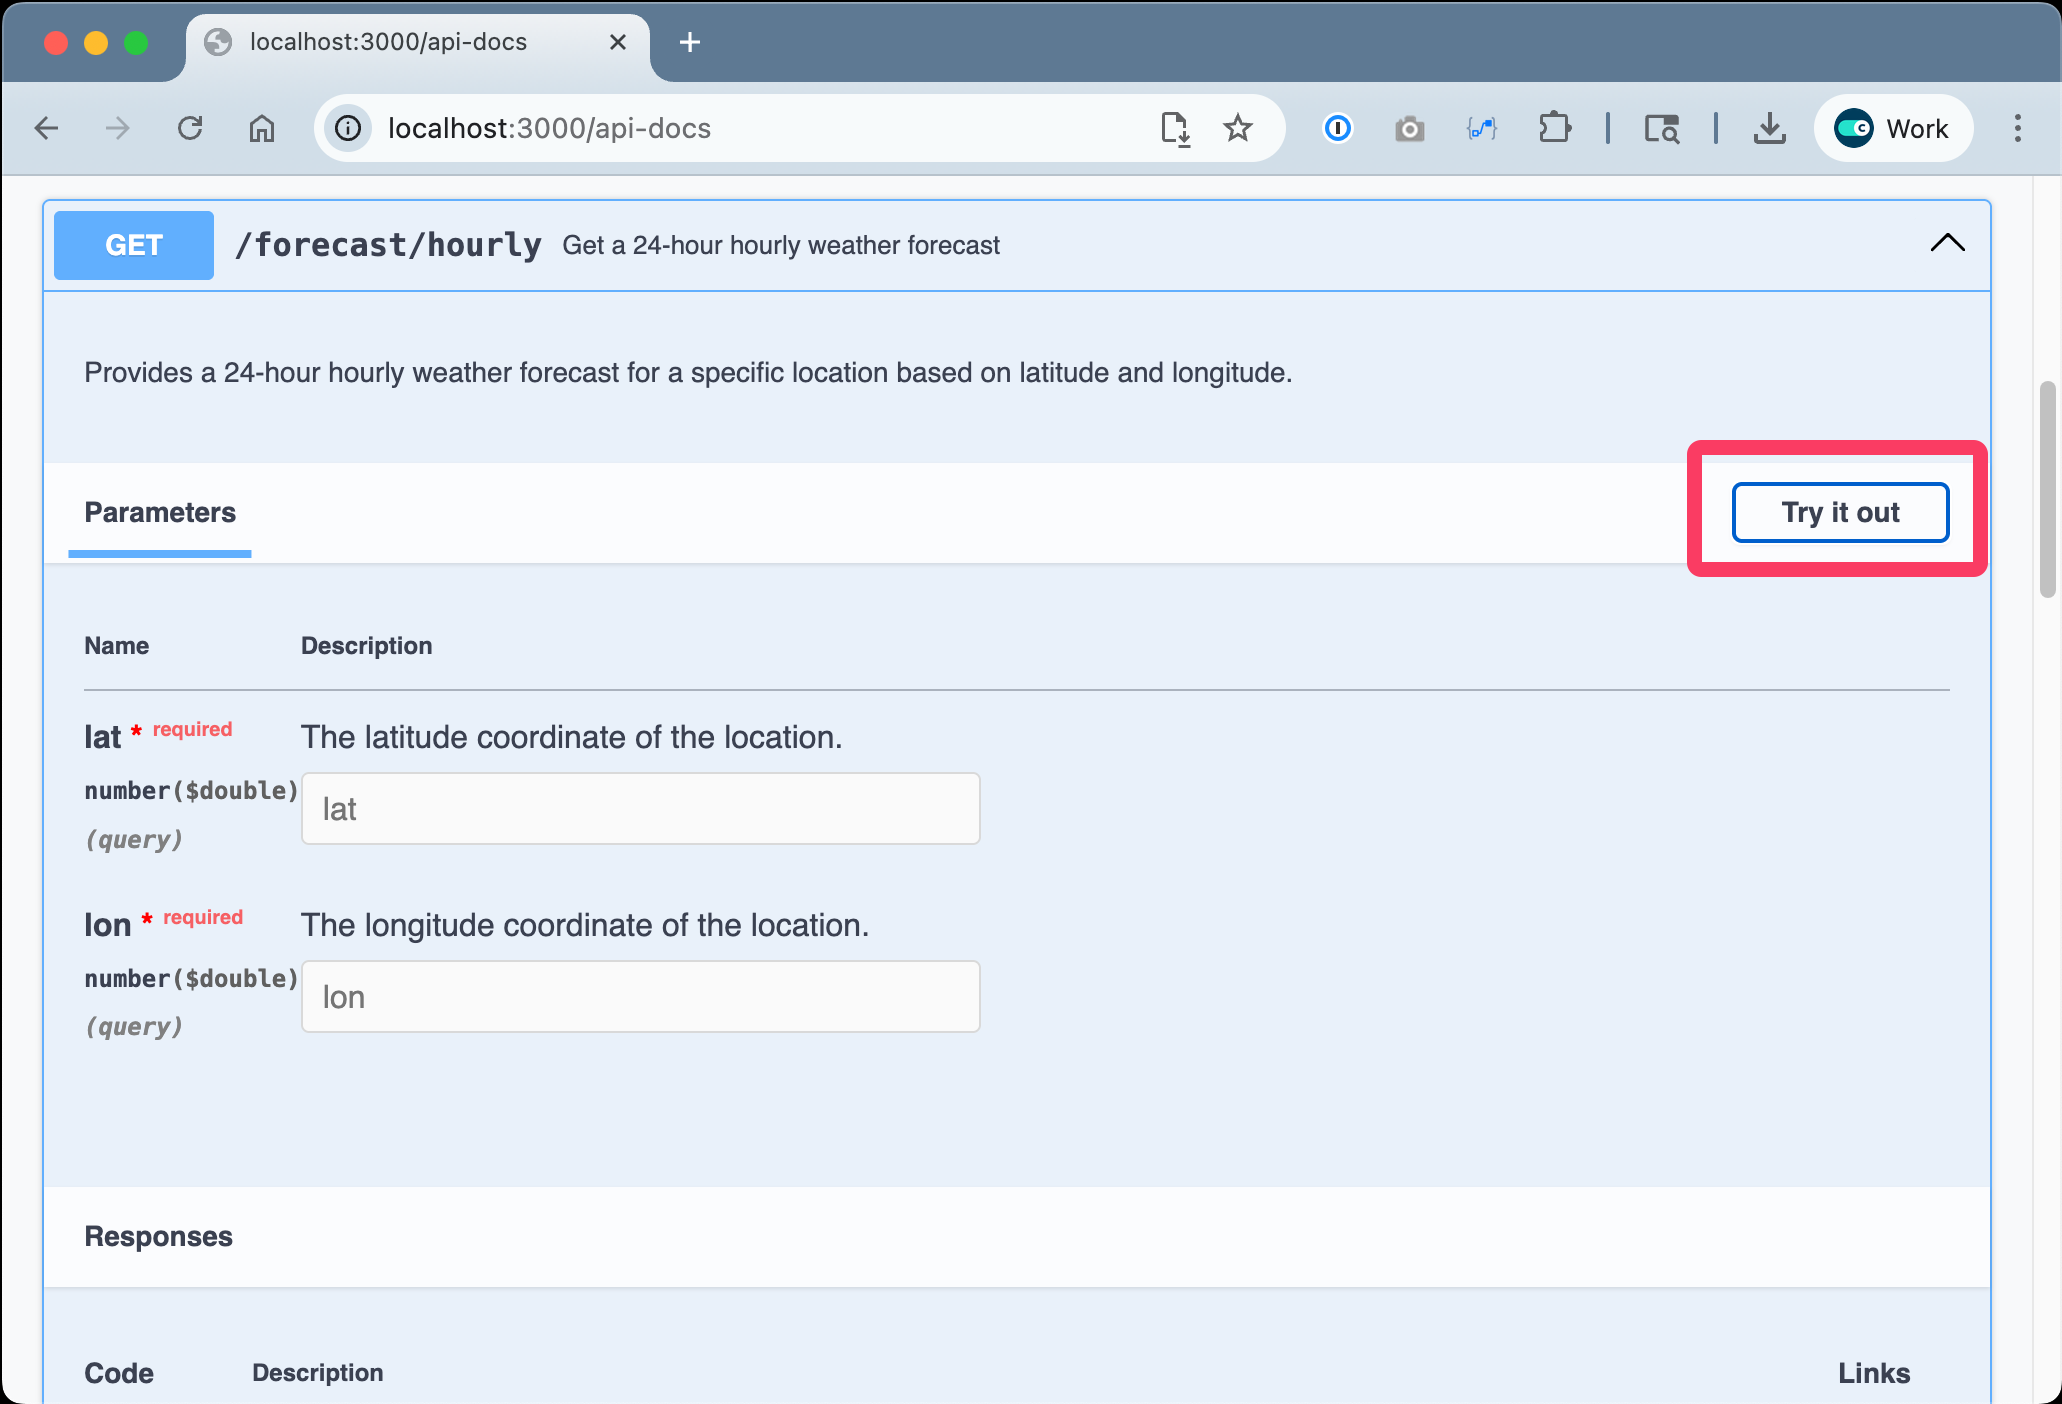 localhost:3000/api-docs
localhost:3000/api-docs
Work
GET /forecast/hourly Get a 24-hour hourly weather forecast
Provides a 24-hour hourly weather forecast for a specific location based on latitude and longitude.
Parameters
Try it out
Name Description
lat * required The latitude coordinate of the location.
number($double) lat
(query)
lon * required The longitude coordinate of the location.
number($double) lon
(query)
Responses
Code Description Links